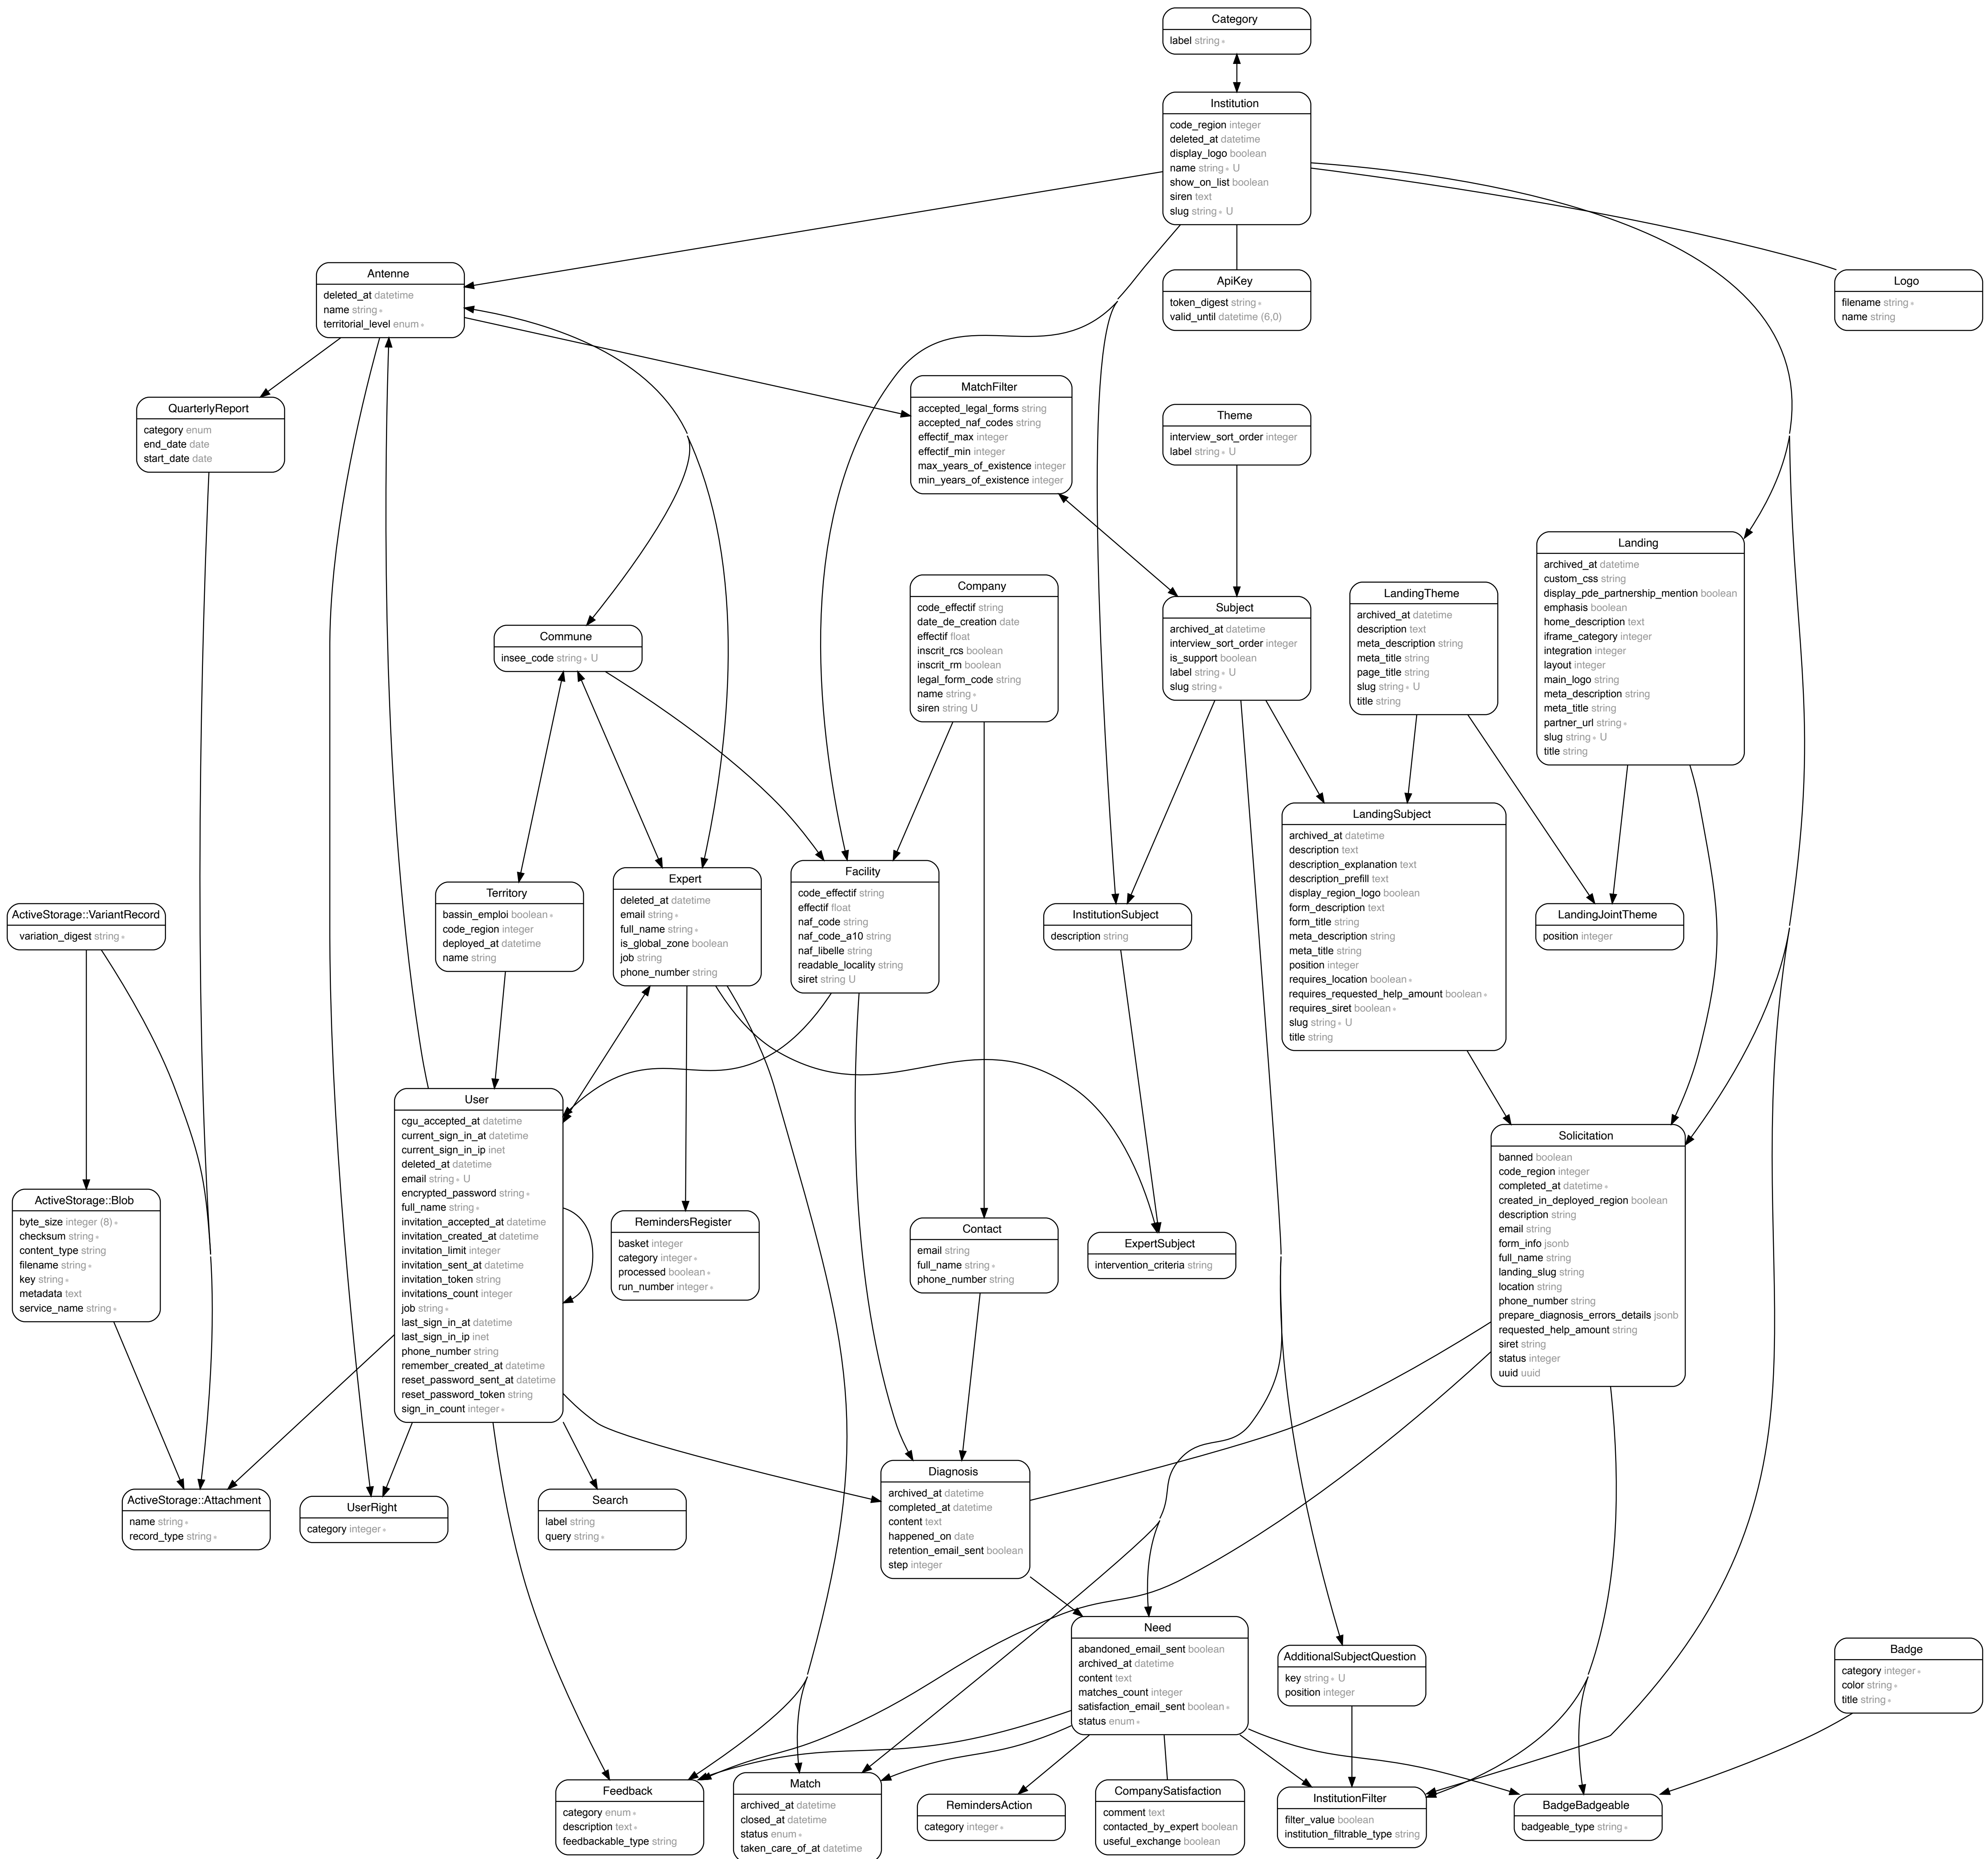 Category
label string∗
Institution
code_region integer
deleted_at datetime
display_logo boolean
name string∗ U
show_on_list boolean
siren text
slug string∗ U
Antenne
deleted_at datetime
name string∗
territorial_level enum∗
ApiKey
token_digest string∗
valid_until datetime (6,0)
Logo
filename string∗
name string
QuarterlyReport
category enum
end_date date
start_date date
MatchFilter
accepted_legal_forms string
accepted_naf_codes string
effectif_max integer
effectif_min integer
max_years_of_existence integer
min_years_of_existence integer
Theme
interview_sort_order integer
label string∗ U
Landing
archived_at datetime
custom_css string
display_pde_partnership_mention boolean
emphasis boolean
home_description text
iframe_category integer
integration integer
layout integer
main_logo string
meta_description string
meta_title string
partner_url string∗
slug string∗ U
title string
Company
code_effectif string
date_de_creation date
effectif float
inscrit_rcs boolean
inscrit_rm boolean
legal_form_code string
name string∗
siren string U
LandingTheme
archived_at datetime
description text
meta_description string
meta_title string
page_title string
slug string∗ U
title string
Subject
archived_at datetime
interview_sort_order integer
is_support boolean
label string∗ U
slug string∗
Commune
insee_code string∗ U
LandingSubject
archived_at datetime
description text
description_explanation text
description_prefill text
display_region_logo boolean
form_description text
form_title string
meta_description string
meta_title string
position integer
requires_location boolean∗
requires_requested_help_amount boolean∗
requires_siret boolean∗
slug string∗ U
title string
Facility
code_effectif string
effectif float
naf_code string
naf_code_a10 string
naf_libelle string
readable_locality string
siret string U
Expert
deleted_at datetime
email string∗
full_name string∗
is_global_zone boolean
job string
phone_number string
Territory
bassin_emploi boolean∗
code_region integer
deployed_at datetime
name string
ActiveStorage::VariantRecord
variation_digest string∗
InstitutionSubject
description string
LandingJointTheme
position integer
User
cgu_accepted_at datetime
current_sign_in_at datetime
current_sign_in_ip inet
deleted_at datetime
email string∗ U
encrypted_password string∗
full_name string∗
invitation_accepted_at datetime
invitation_created_at datetime
invitation_limit integer
invitation_sent_at datetime
invitation_token string
invitations_count integer
job string∗
last_sign_in_at datetime
last_sign_in_ip inet
phone_number string
remember_created_at datetime
reset_password_sent_at datetime
reset_password_token string
sign_in_count integer∗
Solicitation
banned boolean
code_region integer
completed_at datetime∗
created_in_deployed_region boolean
description string
email string
form_info jsonb
full_name string
landing_slug string
location string
phone_number string
prepare_diagnosis_errors_details jsonb
requested_help_amount string
siret string
status integer
uuid uuid
ActiveStorage::Blob
byte_size integer (8)∗
checksum string∗
content_type string
filename string∗
key string∗
metadata text
service_name string∗
RemindersRegister
basket integer
category integer∗
processed boolean∗
run_number integer∗
Contact
email string
full_name string∗
phone_number string
ExpertSubject
intervention_criteria string
Diagnosis
archived_at datetime
completed_at datetime
content text
happened_on date
retention_email_sent boolean
step integer
ActiveStorage::Attachment
name string∗
record_type string∗
UserRight
category integer∗
Search
label string
query string∗
Need
abandoned_email_sent boolean
archived_at datetime
content text
matches_count integer
satisfaction_email_sent boolean∗
status enum∗
AdditionalSubjectQuestion
key string∗ U
position integer
Badge
category integer∗
color string∗
title string∗
Feedback
category enum∗
description text∗
feedbackable_type string
Match
archived_at datetime
closed_at datetime
status enum∗
taken_care_of_at datetime
RemindersAction
category integer∗
CompanySatisfaction
comment text
contacted_by_expert boolean
useful_exchange boolean
InstitutionFilter
filter_value boolean
institution_filtrable_type string
BadgeBadgeable
badgeable_type string∗